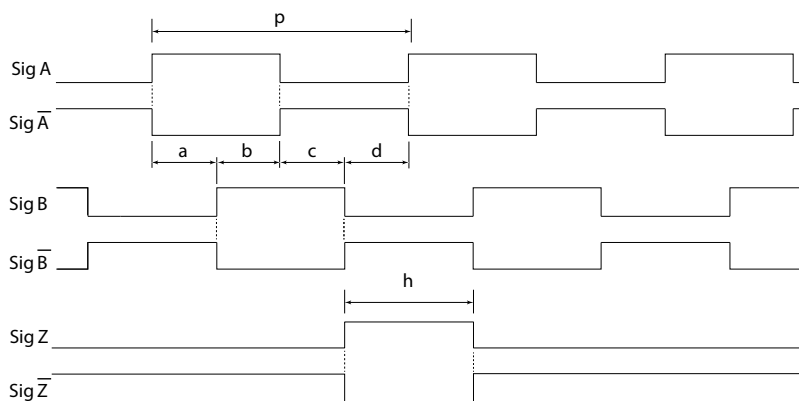 p
Sig A
Sig A̅
a b c d
Sig B
Sig B̅
h
Sig Z
Sig Z̅